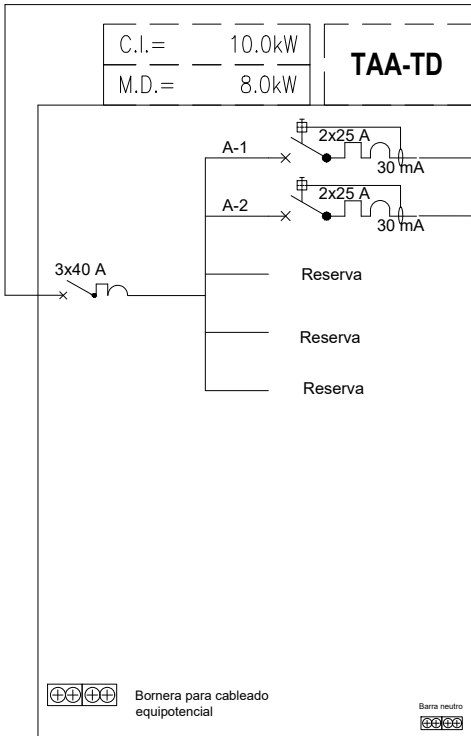 C.I.= 10.0kW
TAA-TD
M.D.= 8.0kW
A-1 2x25 A
30 mA
A-2 2x25 A
30 mA
3x40 A
Reserva
Reserva
Reserva
Bornera para cableado
equipotencial
Barra neutro